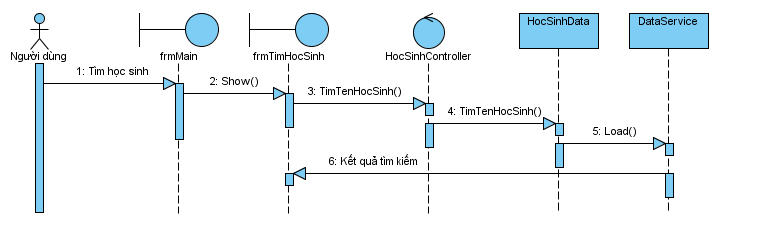 HocSinhData
DataService
Người dùng
frmMain
frmTimHocSinh
HocSinhController
1: Tìm học sinh
2: Show()
3: TimTenHocSinh()
4: TimTenHocSinh()
5: Load()
6: Kết quả tìm kiếm